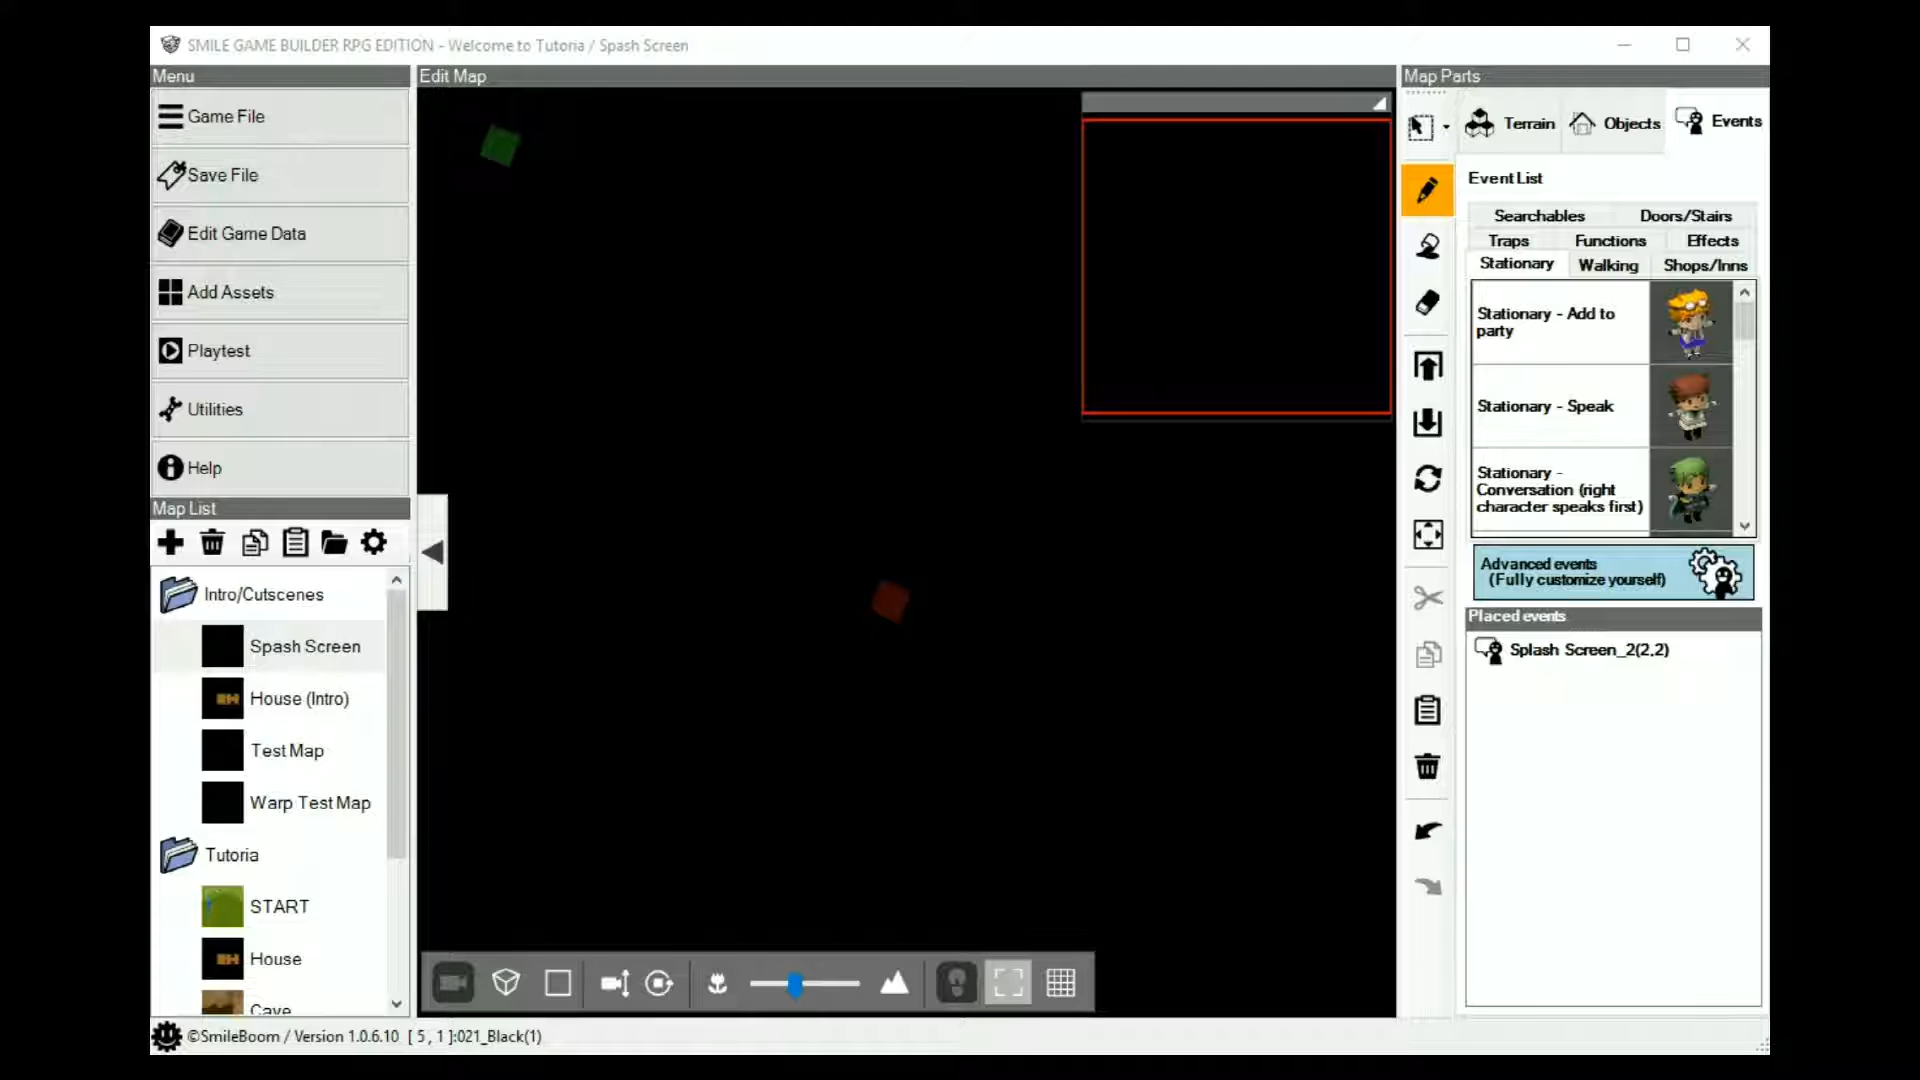 SMILE GAME BUILDER RPG EDITION - Welcome to Tutoria / Spash Screen
Menu
Edit Map
Map Parts
Game File
Save File
Edit Game Data
Add Assets
Playtest
Utilities
Help
Map List
Intro/Cutscenes
Spash Screen
House (Intro)
Test Map
Warp Test Map
Tutoria
START
House
Cave
Terrain
Objects
Events
Event List
Searchables
Doors/Stairs
Traps
Functions
Effects
Stationary
Walking
Shops/Inns
Stationary - Add to
party
Stationary - Speak
Stationary -
Conversation (right
character speaks first)
Advanced events
(Fully customize yourself)
Placed events
Splash Screen_2(2,2)
©SmileBoom / Version 1.0.6.10 [ 5 , 1 ]:021_Black(1)